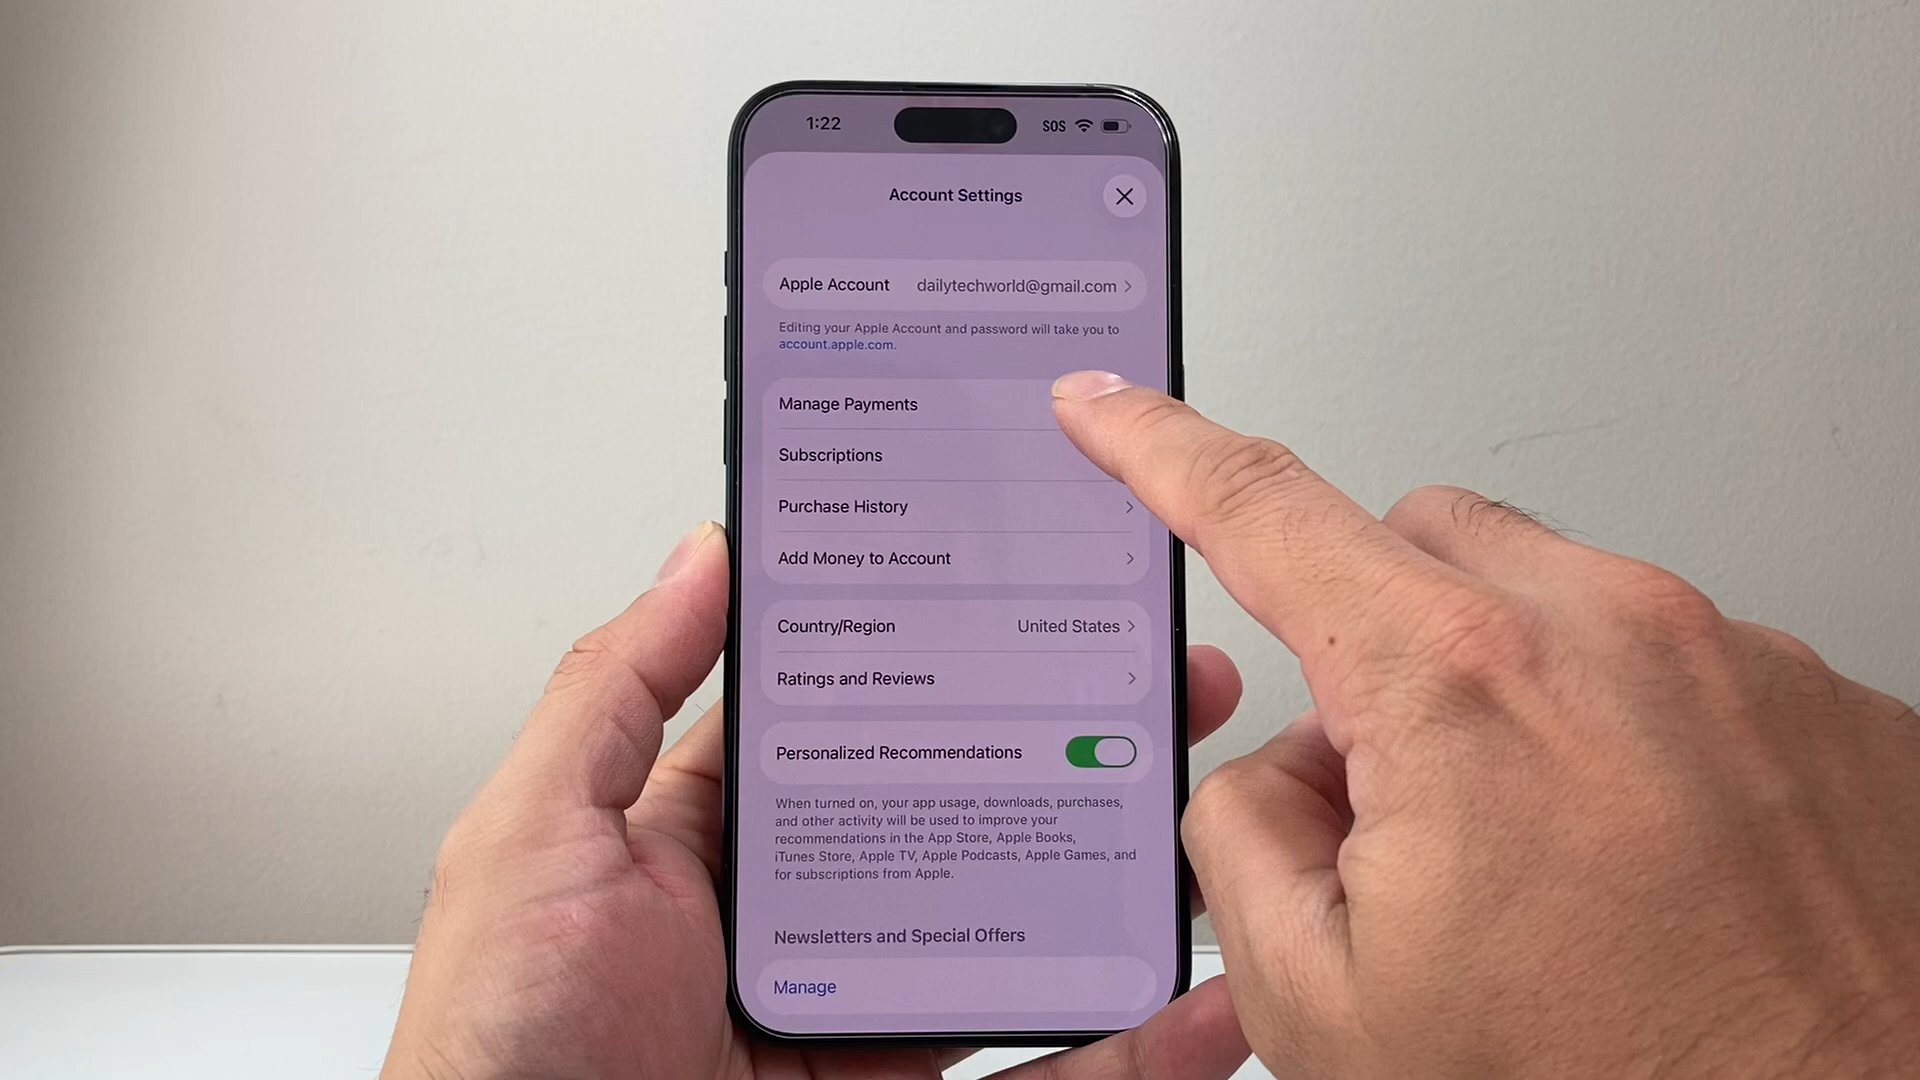 1:22 SOS
Account Settings
Apple Account dailytechworld@gmail.com
Editing your Apple Account and password will take you to
account.apple.com.
Manage Payments
Subscriptions
Purchase History
Add Money to Account
Country/Region United States
Ratings and Reviews
Personalized Recommendations
When turned on, your app usage, downloads, purchases,
and other activity will be used to improve your
recommendations in the App Store, Apple Books,
iTunes Store, Apple TV, Apple Podcasts, Apple Games, and
for subscriptions from Apple.
Newsletters and Special Offers
Manage